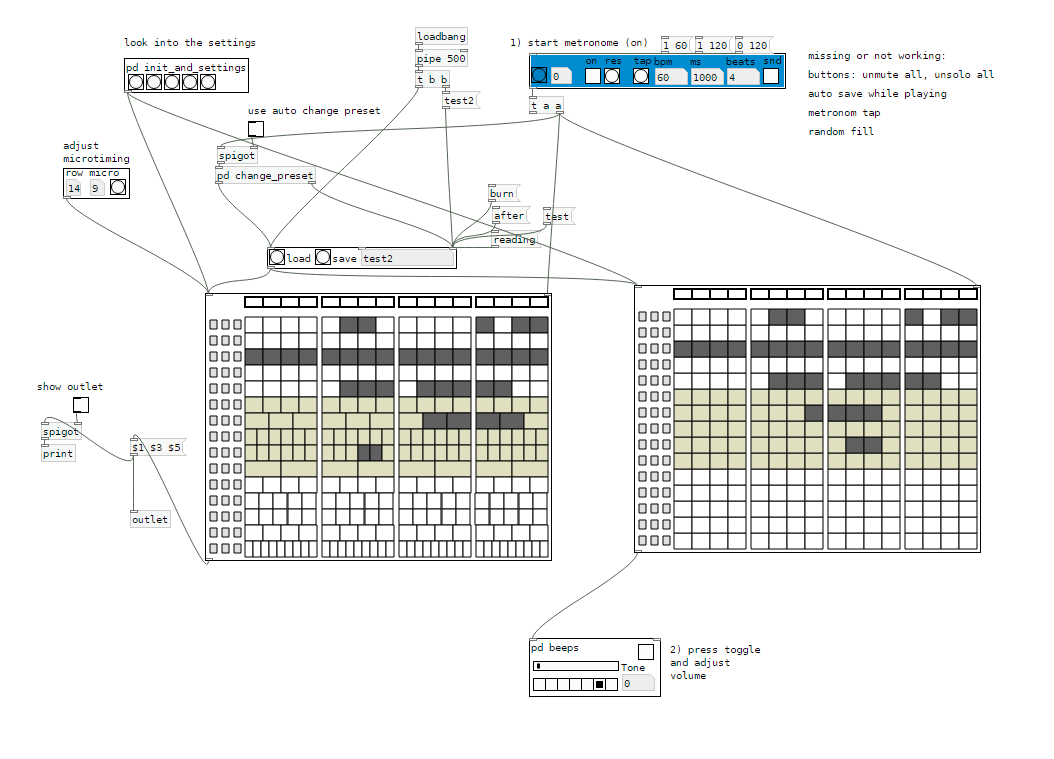 loadbang
look into the settings
1) start metronome (on)
1 60
1 120
0 120
pipe 500
missing or not working:
pd init_and_settings
on res tap bpm ms beats snd
0
60
1000
4
buttons: unmute all, unsolo all
t b b
auto save while playing
test2
t a a
metronom tap
use auto change preset
random fill
spigot
adjust
microtiming
row micro
14
9
pd change_preset
burn
after
test
reading
load
save
test2
show outlet
spigot
print
$1 $3 $5
outlet
pd beeps
Tone
0
2) press toggle
and adjust
volume